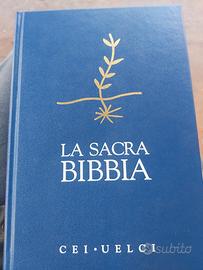 LA SACRA
BIBBIA
CEI • UELCI
subito